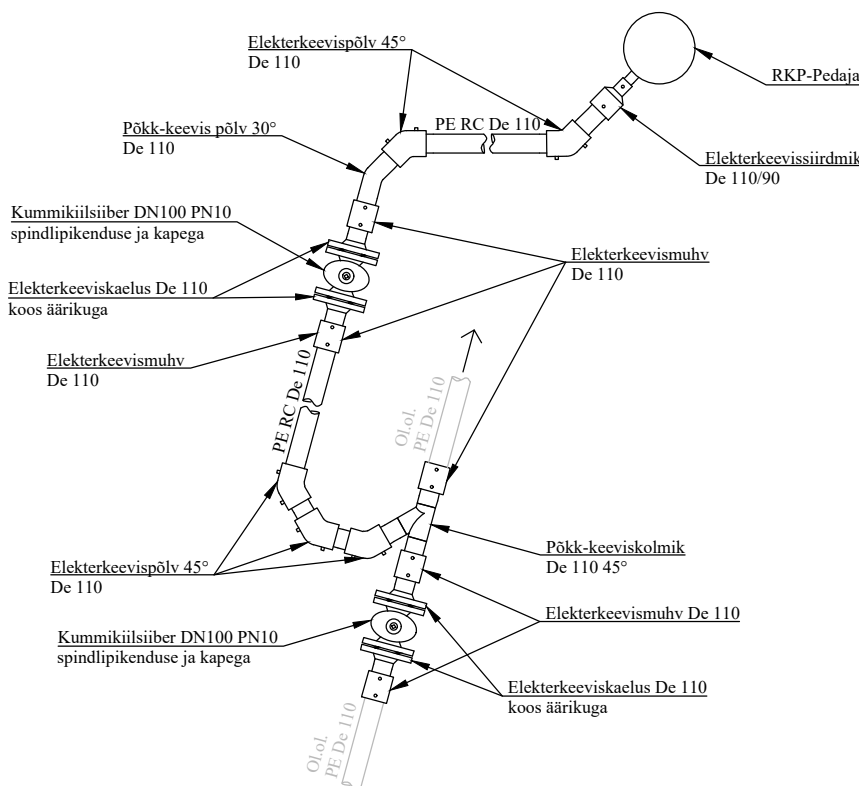 Elekterkeevispõlv 45°
De 110
RKP-Pedaja
Põkk-keevis põlv 30°
De 110
PE RC De 110
Elekterkeevissiirdmik
De 110/90
Kummikiilsiiber DN100 PN10
spindlipikenduse ja kapega
Elekterkeevismuhv
De 110
Elekterkeeviskaelus De 110
koos äärikuga
Elekterkeevismuhv
De 110
PE RC De 110
Ol.ol.
PE De 110
Elekterkeevispõlv 45°
De 110
Põkk-keeviskolmik
De 110 45°
Elekterkeevismuhv De 110
Kummikiilsiiber DN100 PN10
spindlipikenduse ja kapega
Elekterkeeviskaelus De 110
koos äärikuga
Ol.ol.
PE De 110